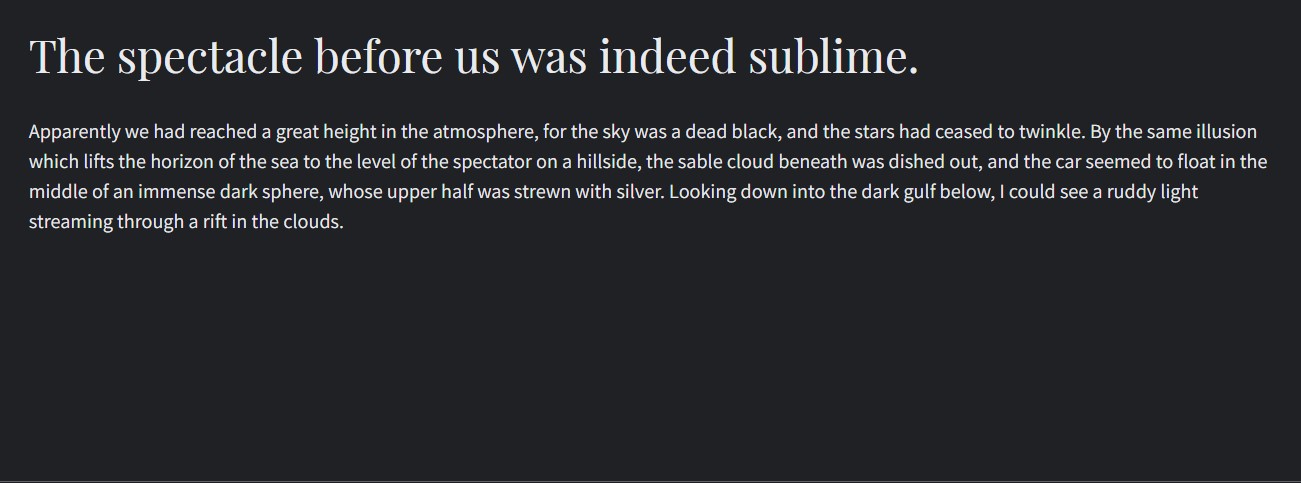 The spectacle before us was indeed sublime.
Apparently we had reached a great height in the atmosphere, for the sky was a dead black, and the stars had ceased to twinkle. By the same illusion
which lifts the horizon of the sea to the level of the spectator on a hillside, the sable cloud beneath was dished out, and the car seemed to float in the
middle of an immense dark sphere, whose upper half was strewn with silver. Looking down into the dark gulf below, I could see a ruddy light
streaming through a rift in the clouds.